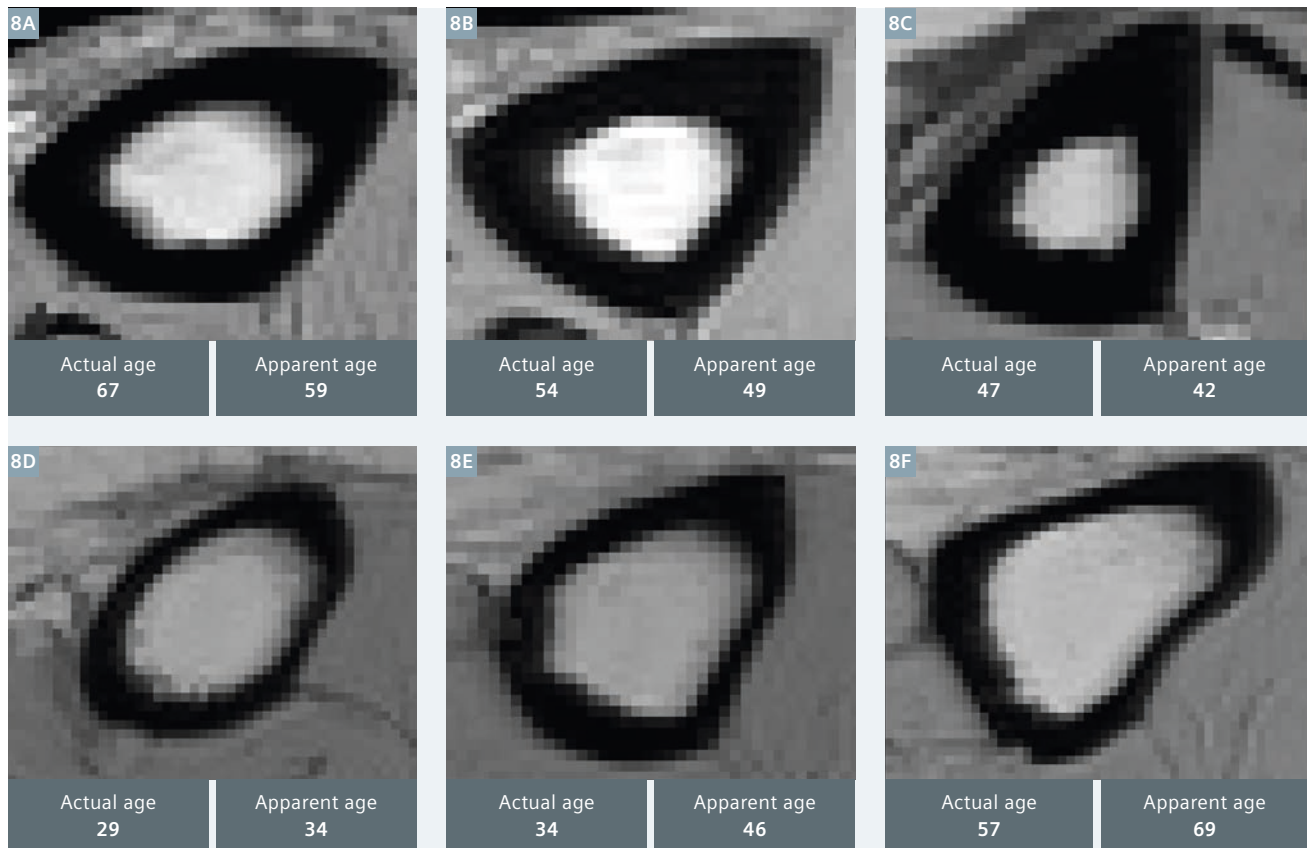 8A
8B
8C
Actual age
67
Apparent age
59
Actual age
54
Apparent age
49
Actual age
47
Apparent age
42
8D
8E
8F
Actual age
29
Apparent age
34
Actual age
34
Apparent age
46
Actual age
57
Apparent age
69